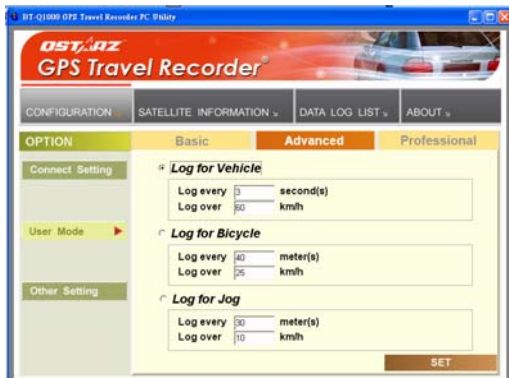 BT-Q1000 GPS Travel Recorder PC Utility
QSTARZ
GPS Travel Recorder®
CONFIGURATION
SATELLITE INFORMATION
DATA LOG LIST
ABOUT
OPTION
Basic
Advanced
Professional
Connect Setting
User Mode
Other Setting
Log for Vehicle
Log every 3 second(s)
Log over 60 km/h
Log for Bicycle
Log every 40 meter(s)
Log over 25 km/h
Log for Jog
Log every 30 meter(s)
Log over 10 km/h
SET